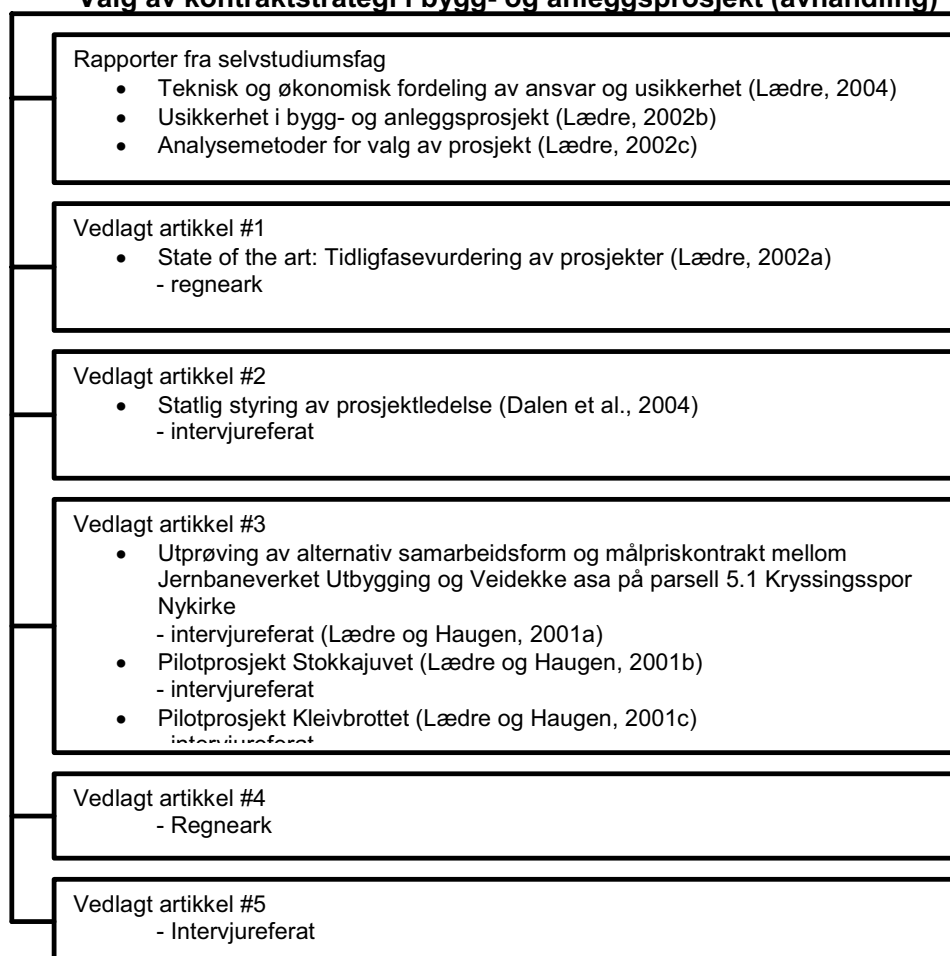 Valg av kontraktstrategi i bygg- og anleggsprosjekt (avhandling)
Rapporter fra selvstudiumsfag
• Teknisk og økonomisk fordeling av ansvar og usikkerhet (Lædre, 2004)
• Usikkerhet i bygg- og anleggsprosjekt (Lædre, 2002b)
• Analysemetoder for valg av prosjekt (Lædre, 2002c)
Vedlagt artikkel #1
• State of the art: Tidligfasevurdering av prosjekter (Lædre, 2002a)
- regneark
Vedlagt artikkel #2
• Statlig styring av prosjektledelse (Dalen et al., 2004)
- intervjureferat
Vedlagt artikkel #3
• Utprøving av alternativ samarbeidsform og målpriskontrakt mellom
Jernbaneverket Utbygging og Veidekke asa på parsell 5.1 Kryssingsspor
Nykirke
- intervjureferat (Lædre og Haugen, 2001a)
• Pilotprosjekt Stokkajuvet (Lædre og Haugen, 2001b)
- intervjureferat
• Pilotprosjekt Kleivbrottet (Lædre og Haugen, 2001c)
- intervjureferat
Vedlagt artikkel #4
- Regneark
Vedlagt artikkel #5
- Intervjureferat